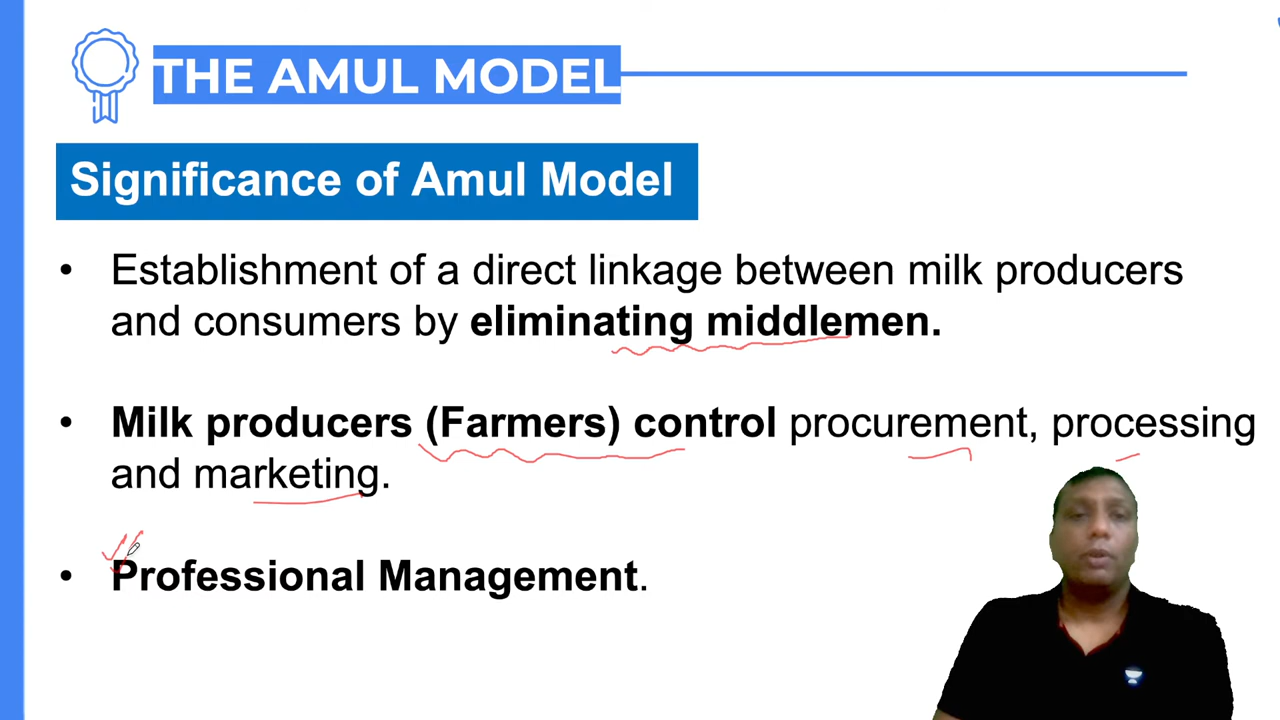 THE AMUL MODEL
Significance of Amul Model
• Establishment of a direct linkage between milk producers
and consumers by eliminating middlemen.
• Milk producers (Farmers) control procurement, processing
and marketing.
• Professional Management.